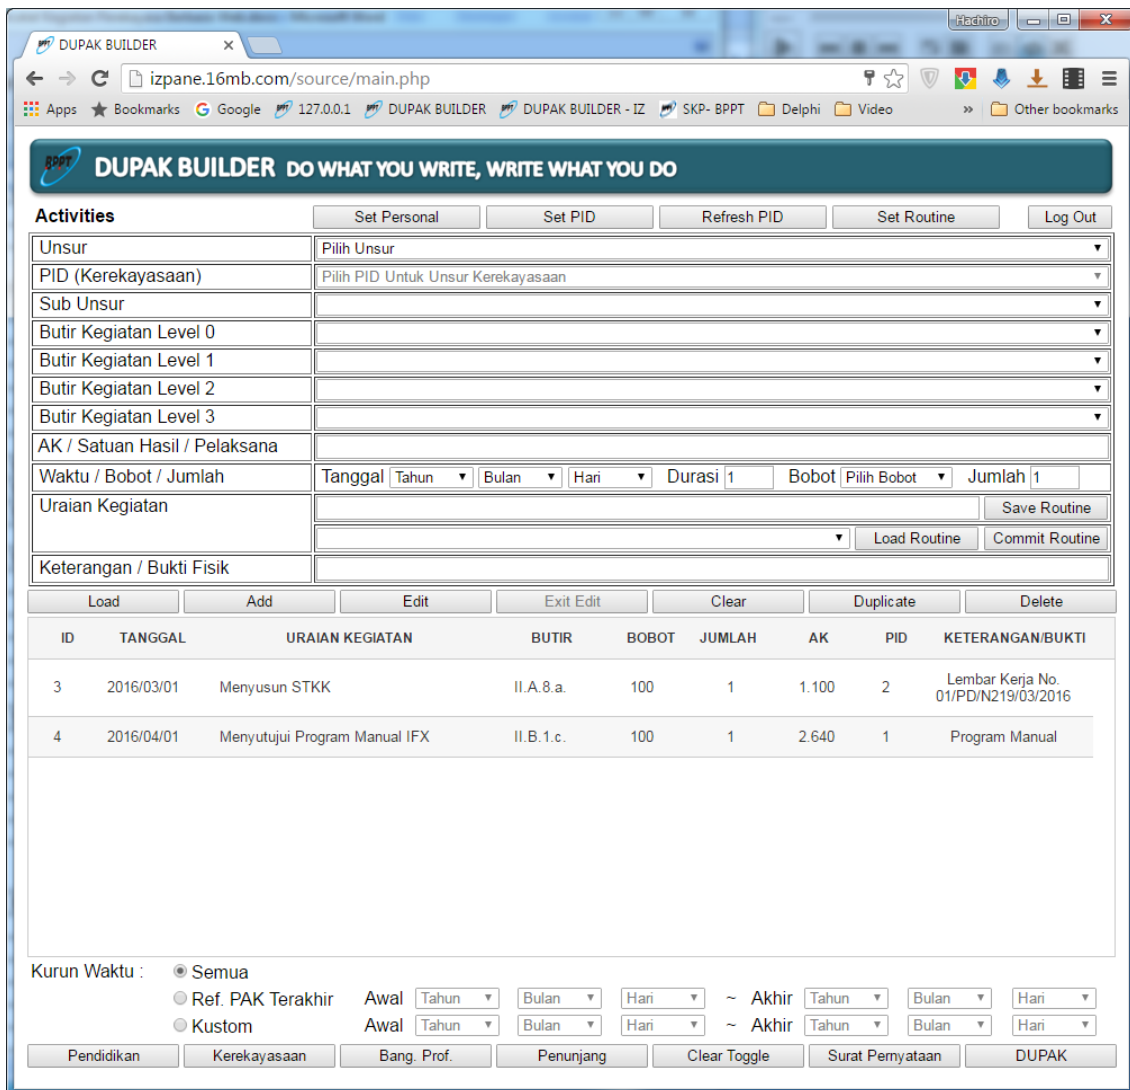 Hachiro
DUPAK BUILDER
izpane.16mb.com/source/main.php
Apps Bookmarks Google 127.0.0.1 DUPAK BUILDER DUPAK BUILDER - IZ SKP- BPPT Delphi Video » Other bookmarks
BPPT DUPAK BUILDER DO WHAT YOU WRITE, WRITE WHAT YOU DO
Activities Set Personal Set PID Refresh PID Set Routine Log Out
Unsur Pilih Unsur
PID (Kerekayasaan) Pilih PID Untuk Unsur Kerekayasaan
Sub Unsur
Butir Kegiatan Level 0
Butir Kegiatan Level 1
Butir Kegiatan Level 2
Butir Kegiatan Level 3
AK / Satuan Hasil / Pelaksana
Waktu / Bobot / Jumlah Tanggal Tahun Bulan Hari Durasi 1 Bobot Pilih Bobot Jumlah 1
Uraian Kegiatan Save Routine
Load Routine Commit Routine
Keterangan / Bukti Fisik
Load Add Edit Exit Edit Clear Duplicate Delete
ID TANGGAL URAIAN KEGIATAN BUTIR BOBOT JUMLAH AK PID KETERANGAN/BUKTI
3 2016/03/01 Menyusun STKK II.A.8.a. 100 1 1.100 2 Lembar Kerja No.
01/PD/N219/03/2016
4 2016/04/01 Menyutujui Program Manual IFX II.B.1.c. 100 1 2.640 1 Program Manual
Kurun Waktu : Semua
Ref. PAK Terakhir Awal Tahun Bulan Hari ~ Akhir Tahun Bulan Hari
Kustom Awal Tahun Bulan Hari ~ Akhir Tahun Bulan Hari
Pendidikan Kerekayasaan Bang. Prof. Penunjang Clear Toggle Surat Pernyataan DUPAK